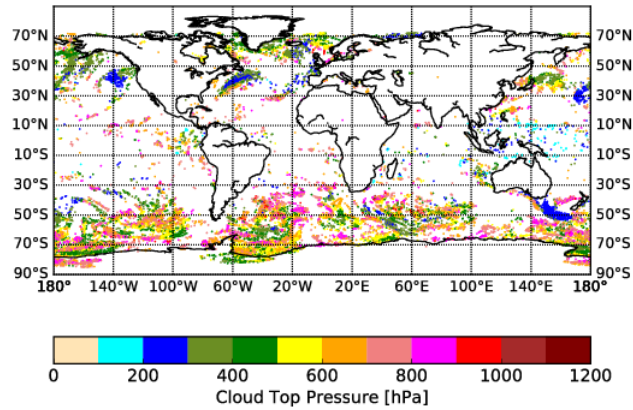 70°N 70°N
50°N 50°N
30°N 30°N
10°N 10°N
10°S 10°S
30°S 30°S
50°S 50°S
70°S 70°S
90°S 90°S
180° 140°W 100°W 60°W 20°W 20°E 60°E 100°E 140°E 180°
0 200 400 600 800 1000 1200
Cloud Top Pressure [hPa]